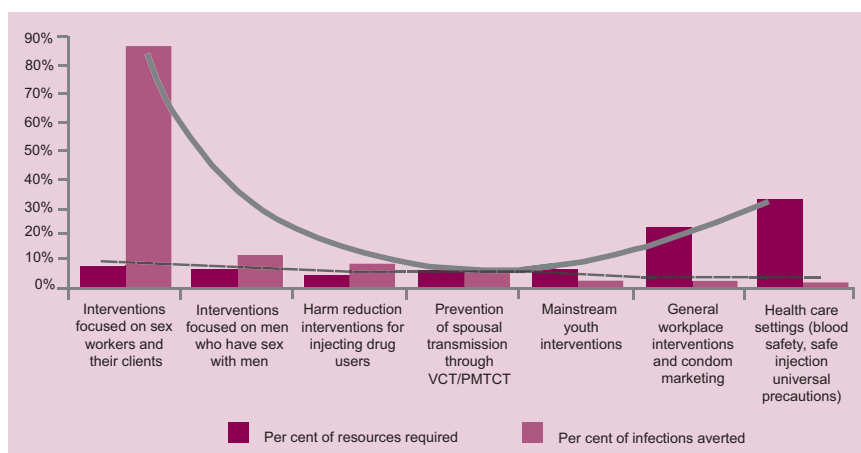 90%
80%
70%
60%
50%
40%
30%
20%
10%
0%
Interventions
focused on sex
workers and
their clients
Interventions
focused on men
who have sex
with men
Harm reduction
interventions for
injecting drug
users
Prevention
of spousal
transmission
through
VCT/PMTCT
Mainstream
youth
interventions
General
workplace
interventions
and condom
marketing
Health care
settings (blood
safety, safe
injection
universal
precautions)
Per cent of resources required
Per cent of infections averted